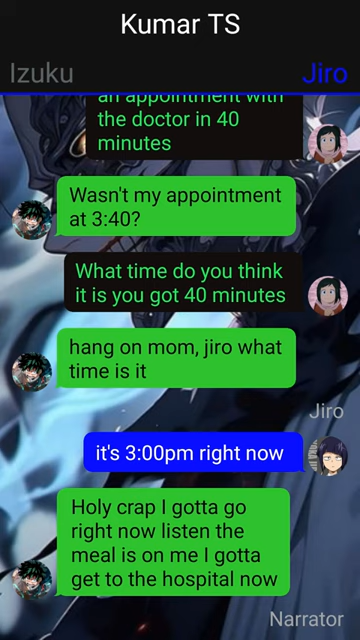 Kumar TS
Izuku
Jiro
an appointment with
the doctor in 40
minutes
Wasn't my appointment
at 3:40?
What time do you think
it is you got 40 minutes
hang on mom, jiro what
time is it
Jiro
it's 3:00pm right now
Holy crap I gotta go
right now listen the
meal is on me I gotta
get to the hospital now
Narrator